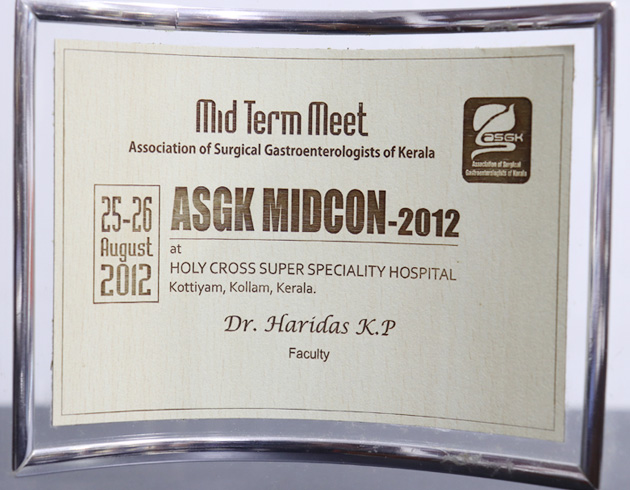 Mid Term Meet
Association of Surgical Gastroenterologists of Kerala
ASGK
Association of Surgical
Gastroenterologists of Kerala
25-26
August
2012
ASGK MIDCON-2012
at
HOLY CROSS SUPER SPECIALITY HOSPITAL
Kottiyam, Kollam, Kerala.
Dr. Haridas K.P
Faculty